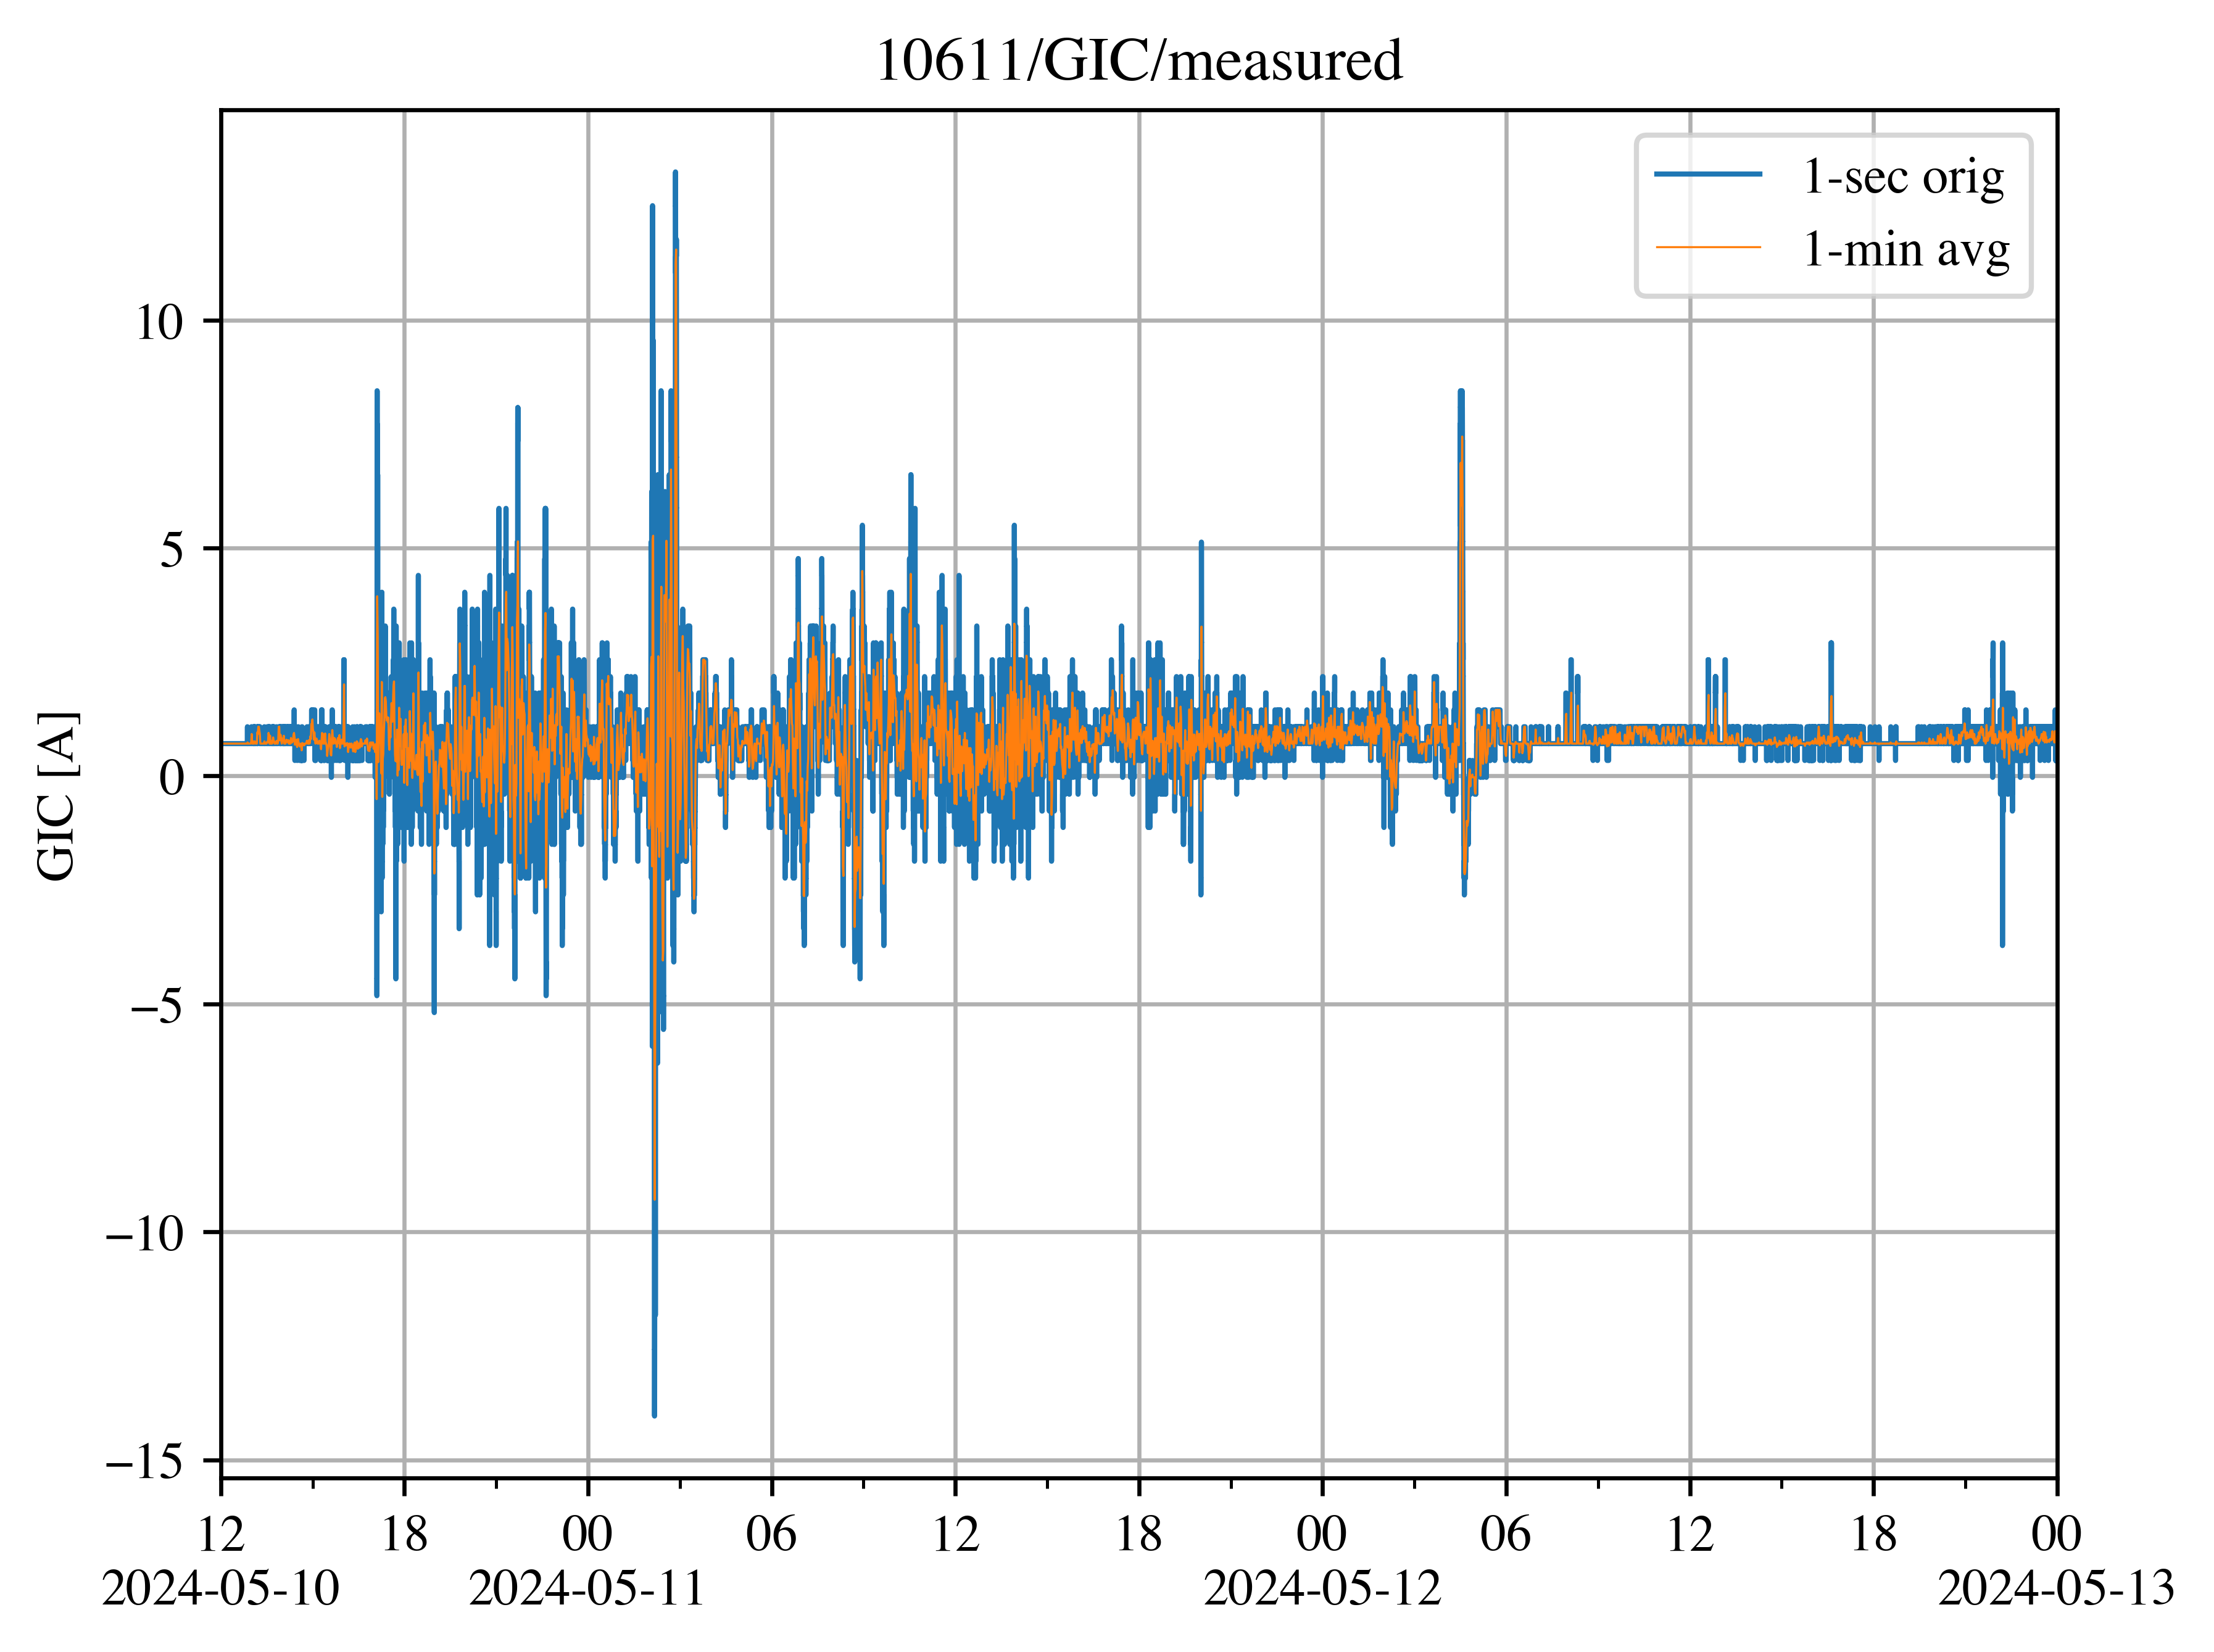 10611/GIC/measured
1-sec orig
1-min avg
GIC [A]
10
5
0
−5
−10
−15
12 18 00 06 12 18 00 06 12 18 00
2024-05-10 2024-05-11 2024-05-12 2024-05-13